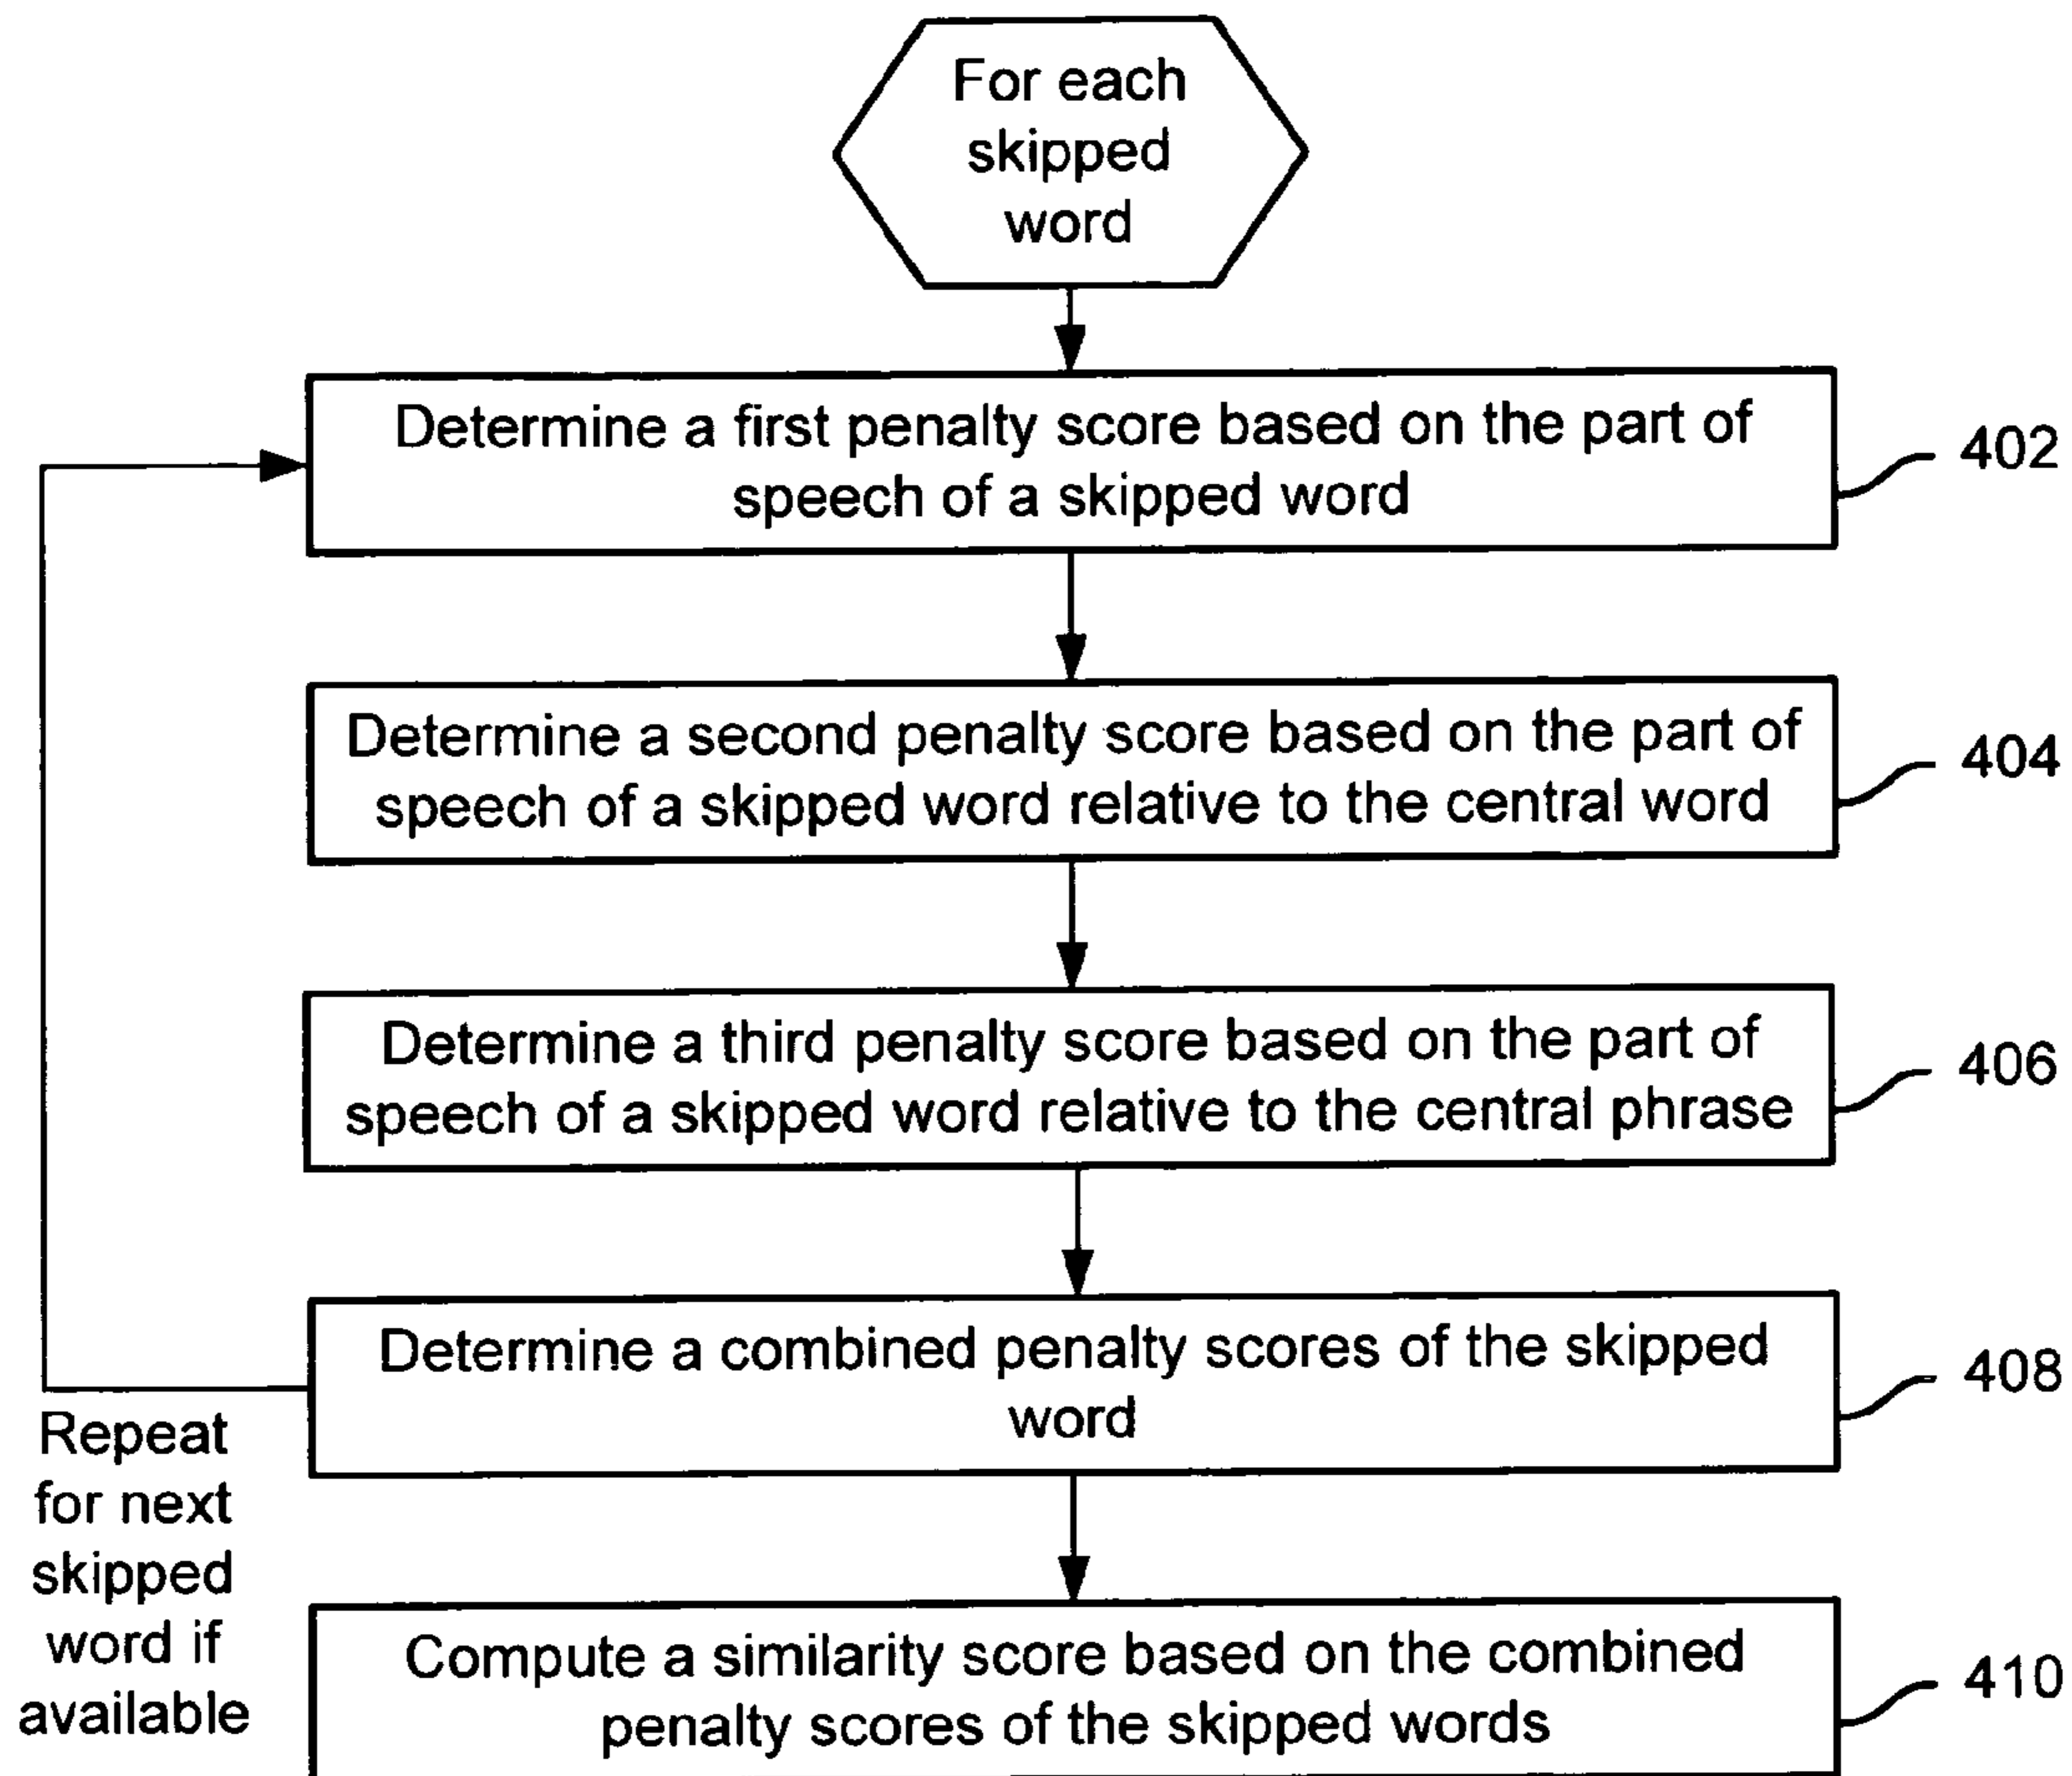 For each
skipped
word
Determine a first penalty score based on the part of
speech of a skipped word
402
Determine a second penalty score based on the part of
speech of a skipped word relative to the central word
404
Determine a third penalty score based on the part of
speech of a skipped word relative to the central phrase
406
Determine a combined penalty scores of the skipped
word
408
Repeat
for next
skipped
word if
available
Compute a similarity score based on the combined
penalty scores of the skipped words
410